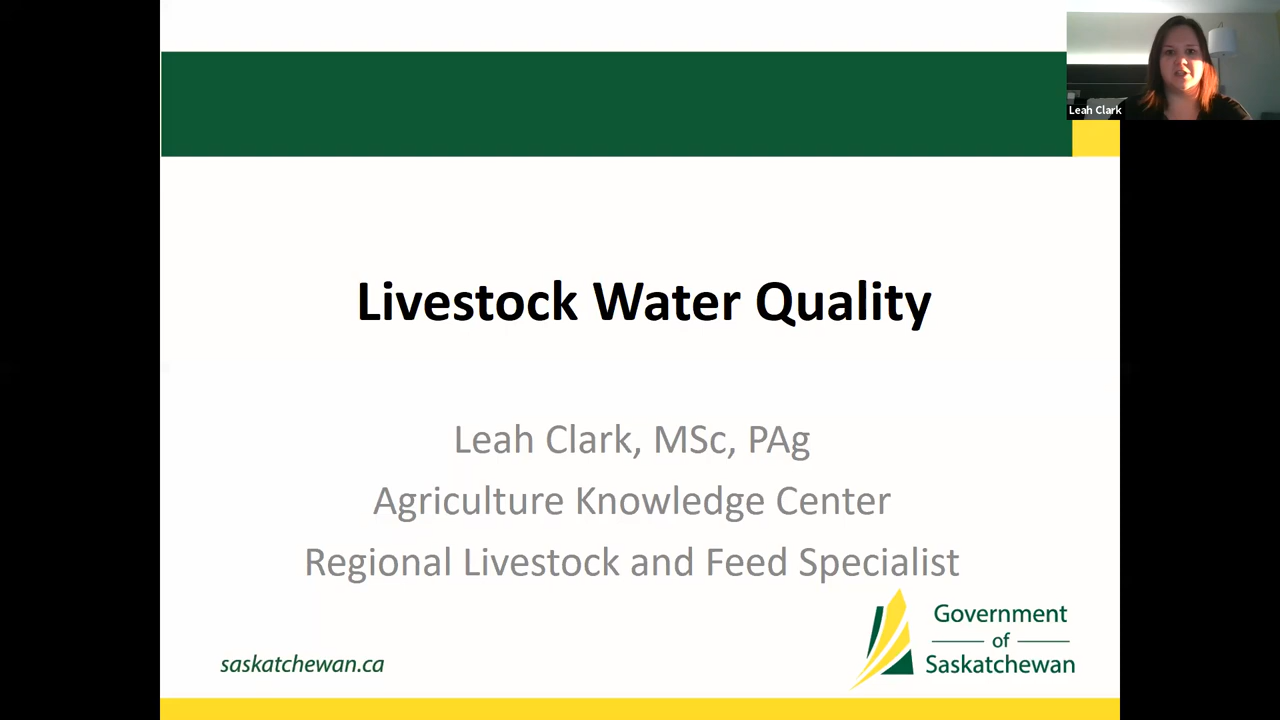 Leah Clark
Livestock Water Quality
Leah Clark, MSc, PAg
Agriculture Knowledge Center
Regional Livestock and Feed Specialist
saskatchewan.ca
Government
of
Saskatchewan